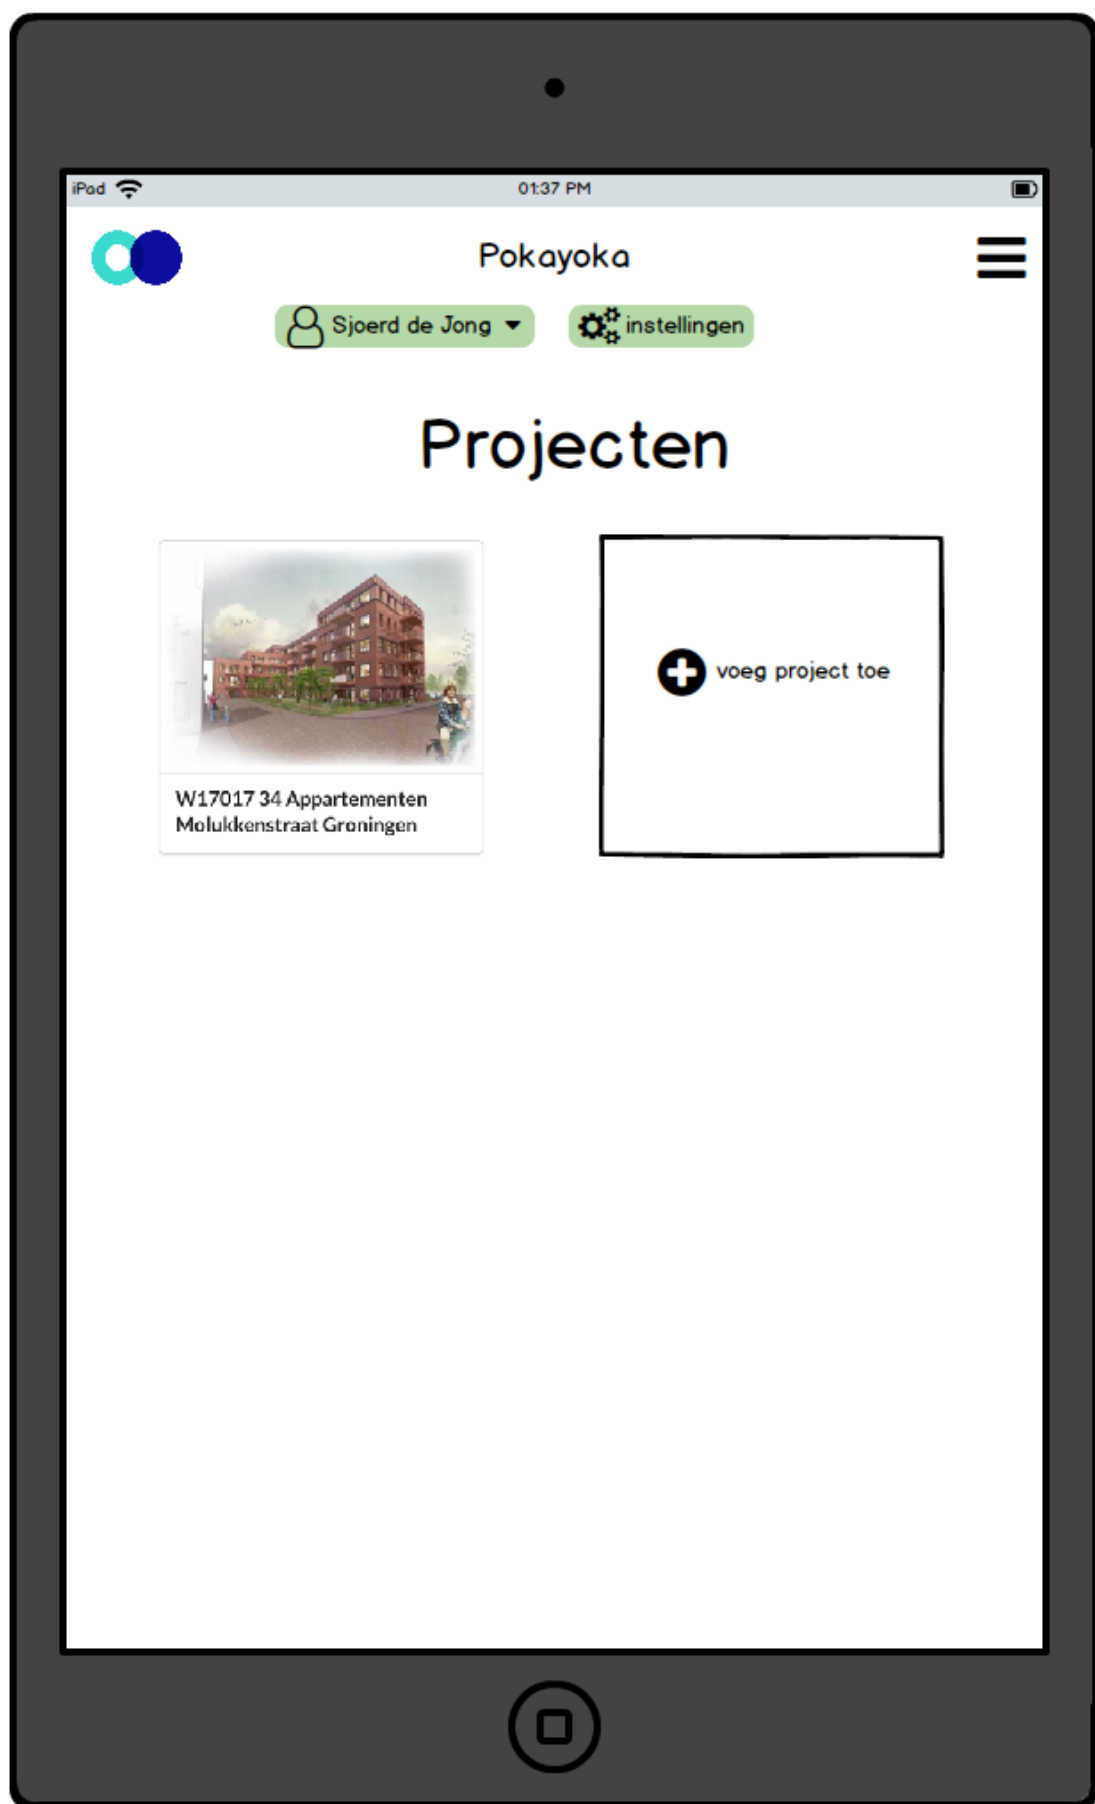 iPad
01:37 PM
Pokayoka
Sjoerd de Jong
instellingen
Projecten
voeg project toe
W17017 34 Appartementen
Molukkenstraat Groningen